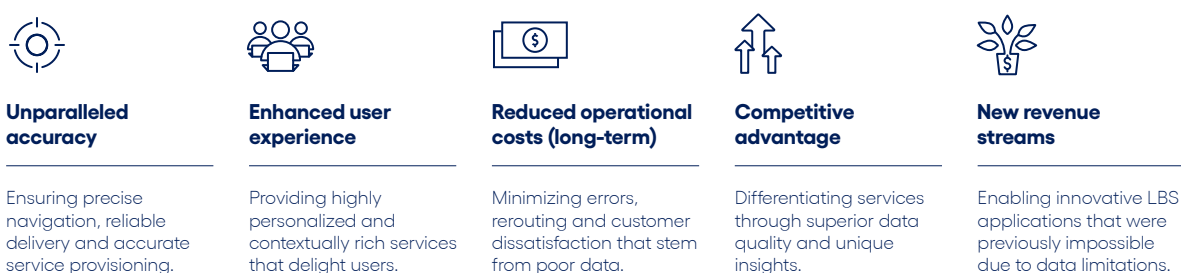 Unparalleled
accuracy
Ensuring precise
navigation, reliable
delivery and accurate
service provisioning.
Enhanced user
experience
Providing highly
personalized and
contextually rich services
that delight users.
$
Reduced operational
costs (long-term)
Minimizing errors,
rerouting and customer
dissatisfaction that stem
from poor data.
Competitive
advantage
Differentiating services
through superior data
quality and unique
insights.
$
New revenue
streams
Enabling innovative LBS
applications that were
previously impossible
due to data limitations.